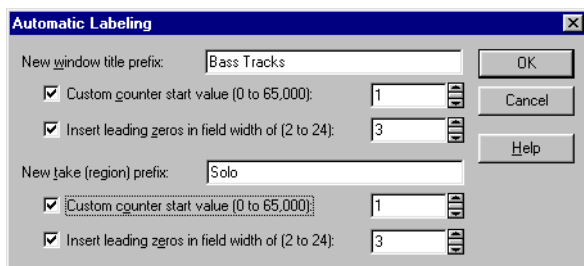 Automatic Labeling
New window title prefix: Bass Tracks OK
Custom counter start value (0 to 65,000): 1 Cancel
Insert leading zeros in field width of (2 to 24): 3 Help
New take (region) prefix: Solo
Custom counter start value (0 to 65,000): 1
Insert leading zeros in field width of (2 to 24): 3